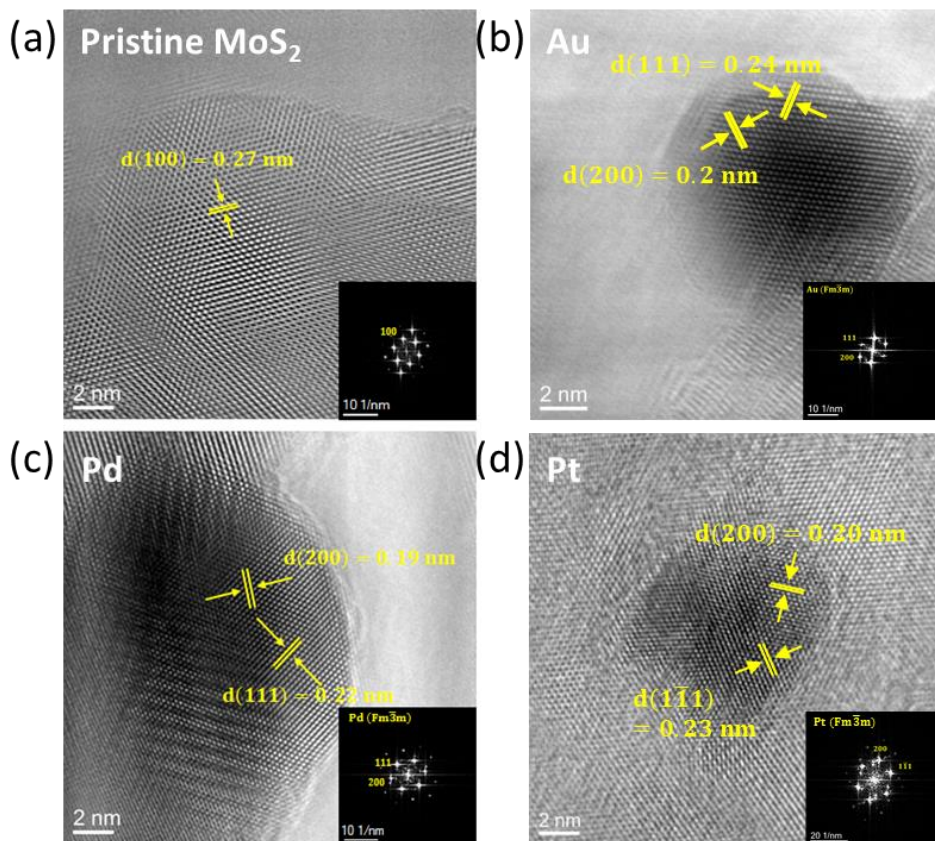 (a)
Pristine MoS₂
d(100) = 0.27 nm
100
2 nm
10 1/nm
(b)
Au
d(111) = 0.24 nm
d(200) = 0.2 nm
Au (Fm3̄m)
111
200
2 nm
10 1/nm
(c)
Pd
d(200) = 0.19 nm
d(111) = 0.22 nm
Pd (Fm3̄m)
111
200
2 nm
10 1/nm
(d)
Pt
d(200) = 0.20 nm
d(11̄1)
= 0.23 nm
Pt (Fm3̄m)
200
11̄1
2 nm
20 1/nm